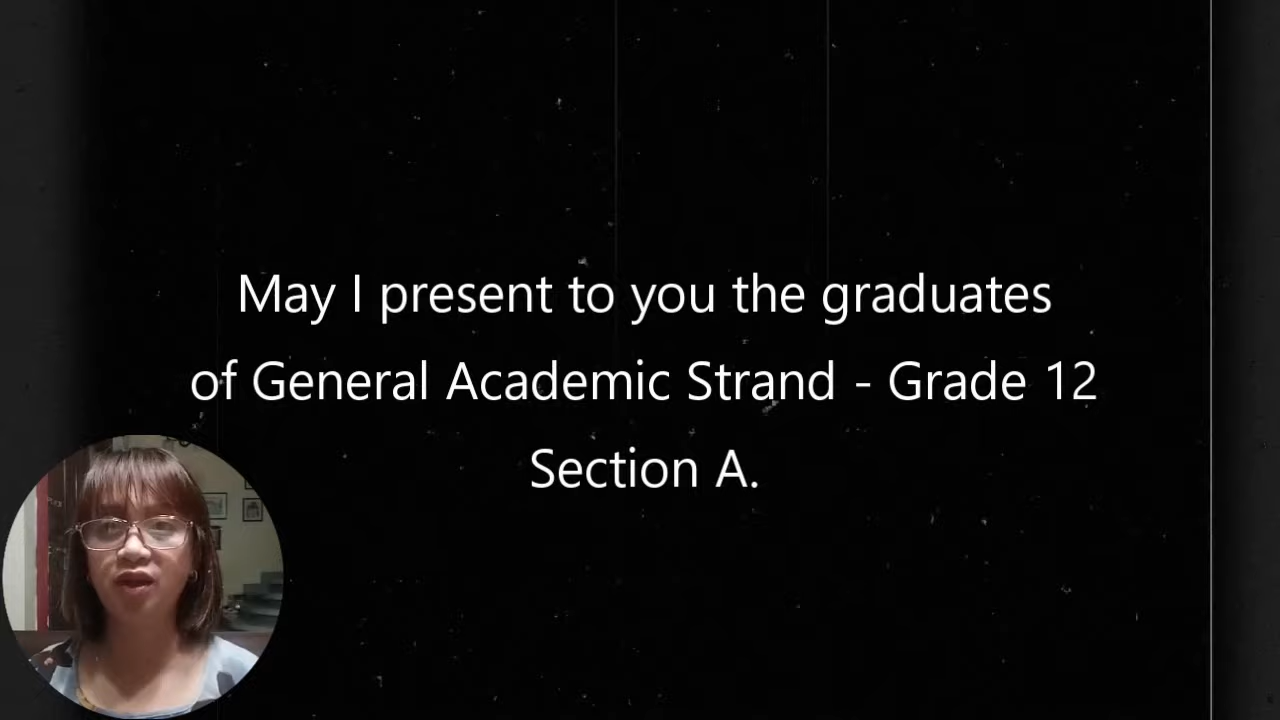 May I present to you the graduates
of General Academic Strand - Grade 12
Section A.